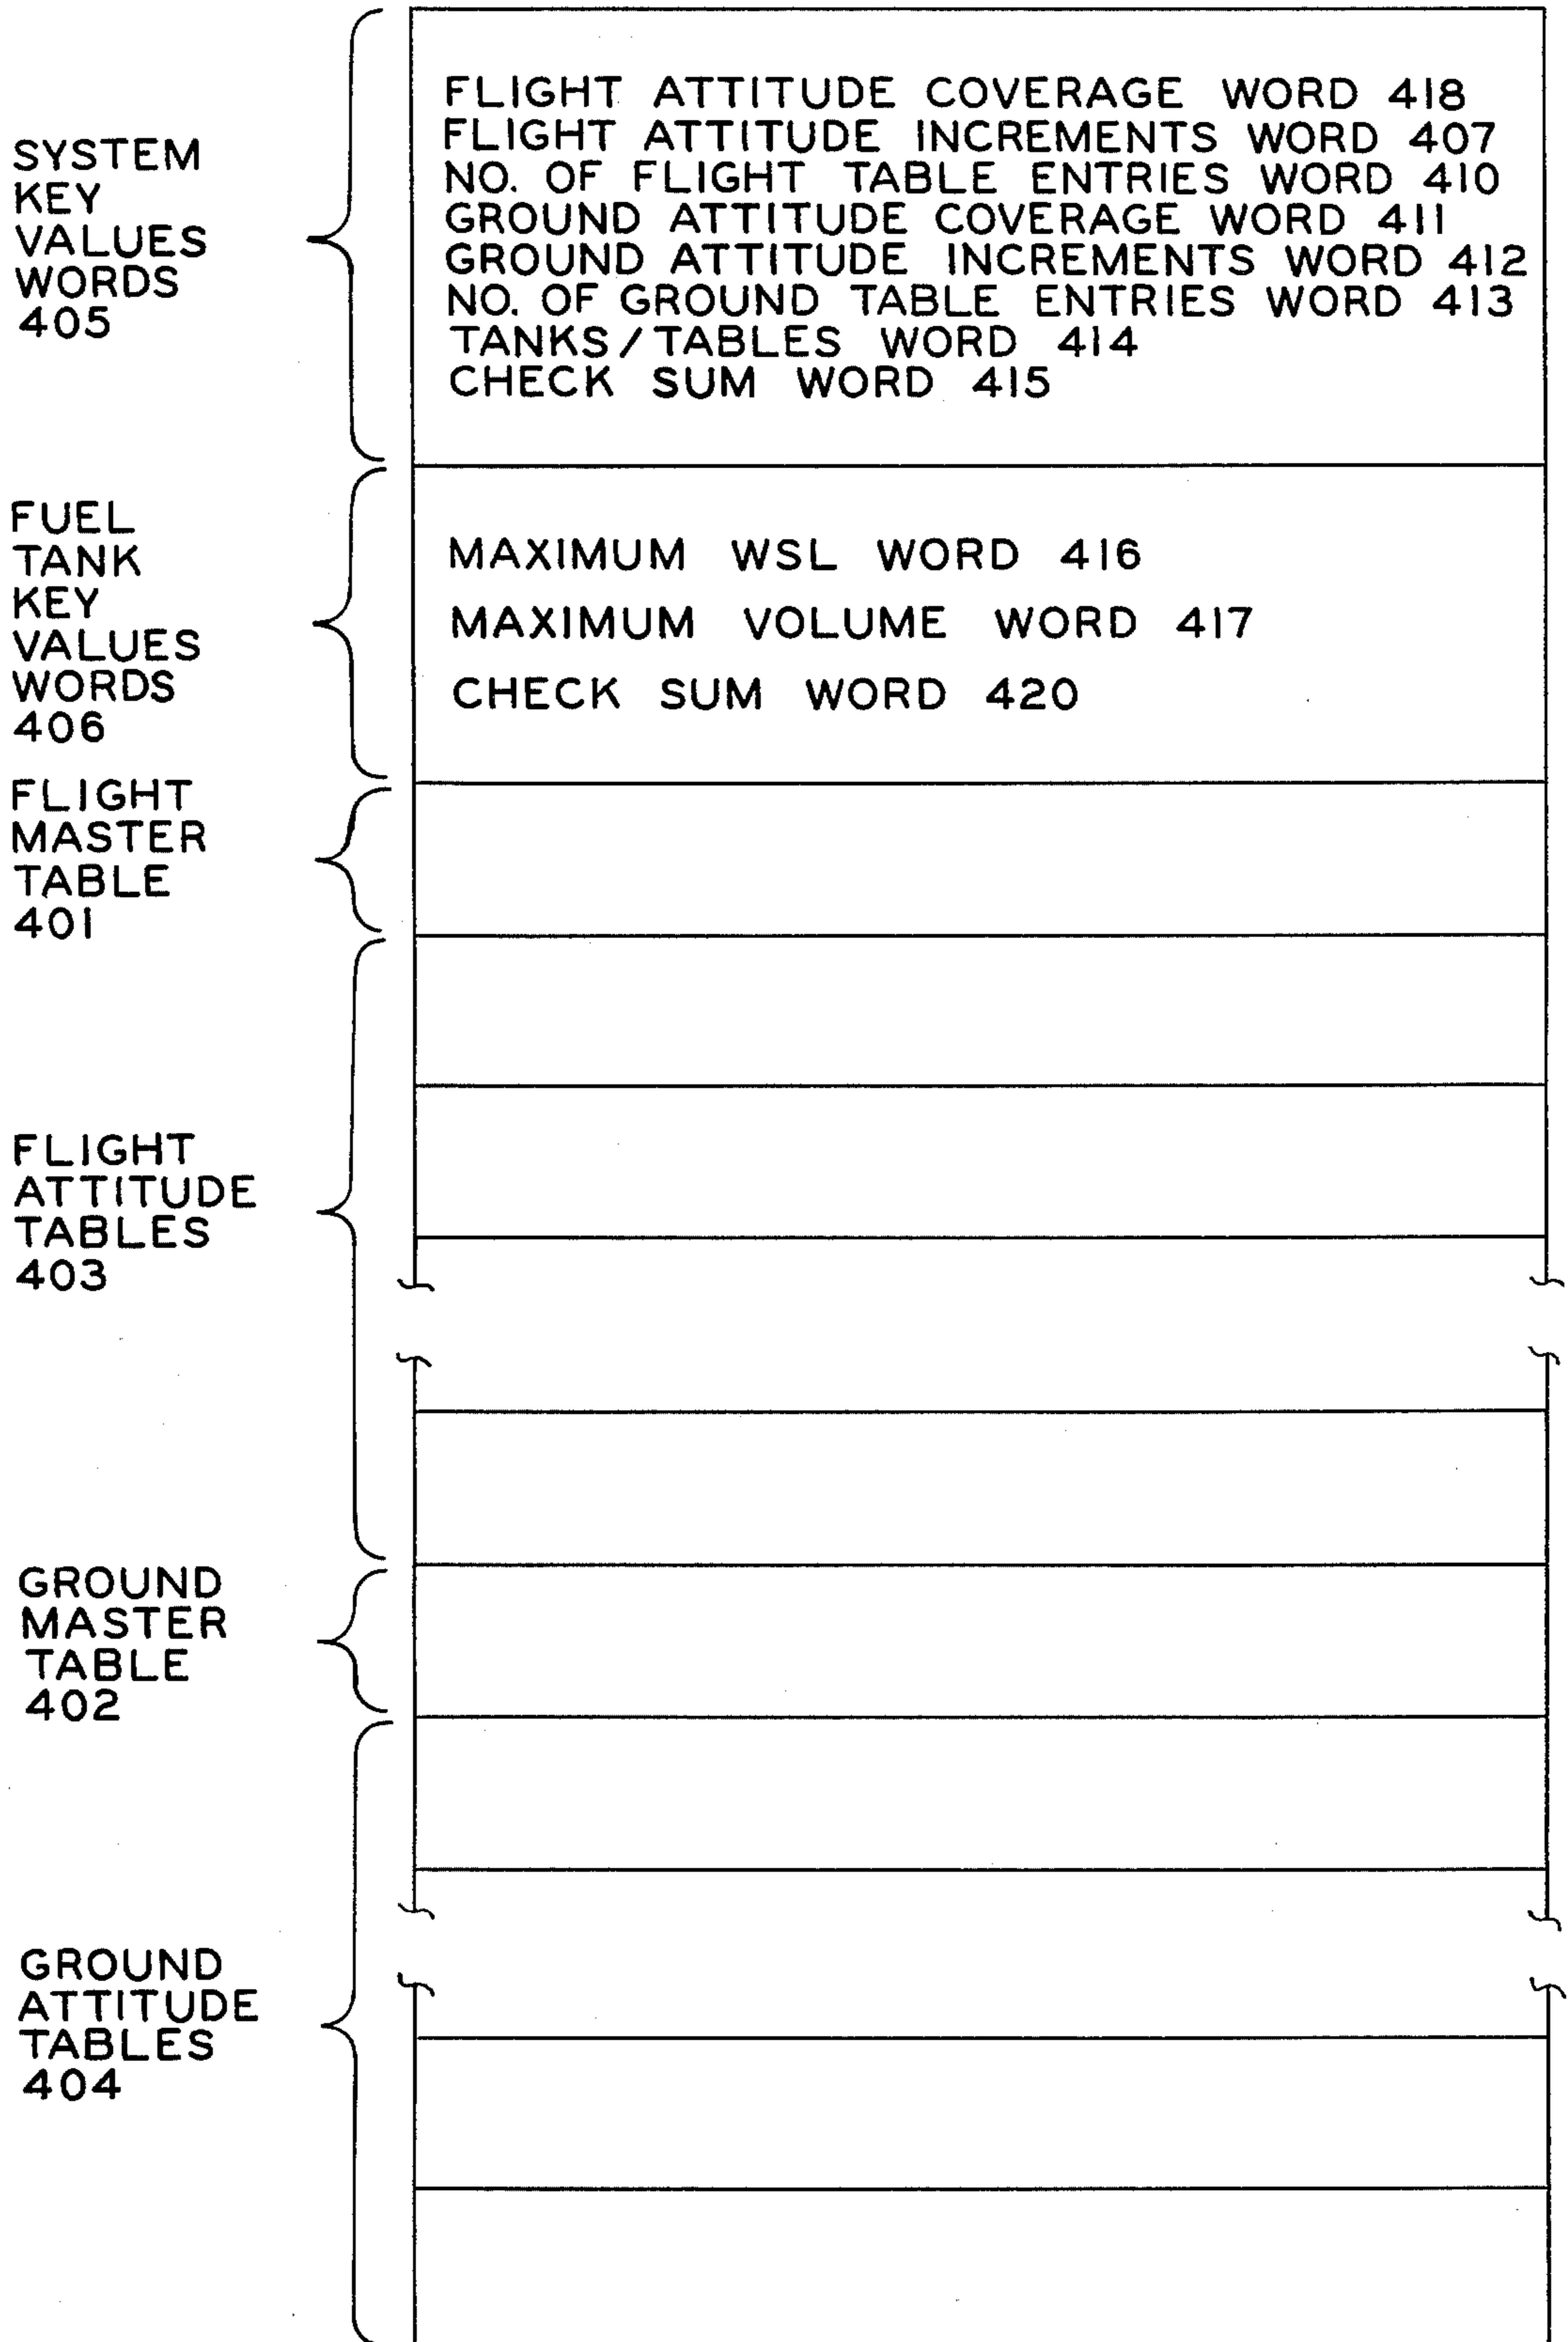 SYSTEM
KEY
VALUES
WORDS
405
FLIGHT ATTITUDE COVERAGE WORD 418
FLIGHT ATTITUDE INCREMENTS WORD 407
NO. OF FLIGHT TABLE ENTRIES WORD 410
GROUND ATTITUDE COVERAGE WORD 411
GROUND ATTITUDE INCREMENTS WORD 412
NO. OF GROUND TABLE ENTRIES WORD 413
TANKS/TABLES WORD 414
CHECK SUM WORD 415
FUEL
TANK
KEY
VALUES
WORDS
406
MAXIMUM WSL WORD 416
MAXIMUM VOLUME WORD 417
CHECK SUM WORD 420
FLIGHT
MASTER
TABLE
401
FLIGHT
ATTITUDE
TABLES
403
GROUND
MASTER
TABLE
402
GROUND
ATTITUDE
TABLES
404